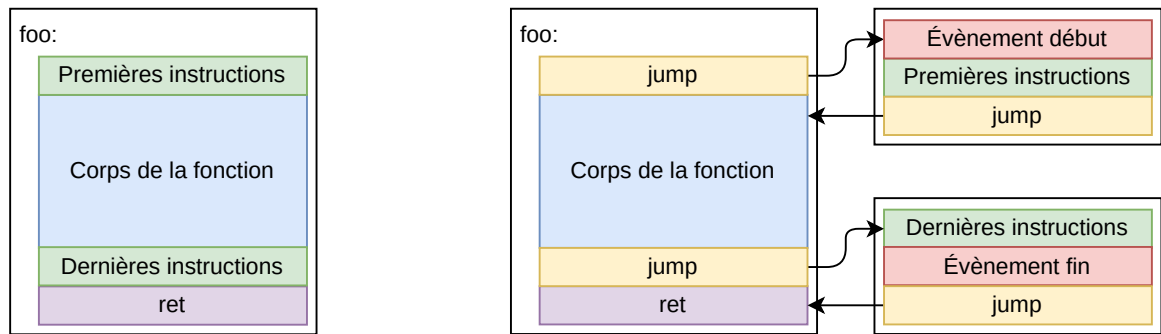 foo:
Premières instructions
Corps de la fonction
Dernières instructions
ret
foo:
jump
Corps de la fonction
jump
ret
Évènement début
Premières instructions
jump
Dernières instructions
Évènement fin
jump